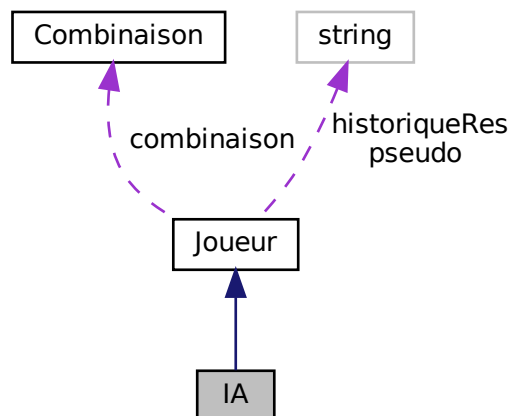 Combinaison
string
combinaison
historiqueRes
pseudo
Joueur
IA